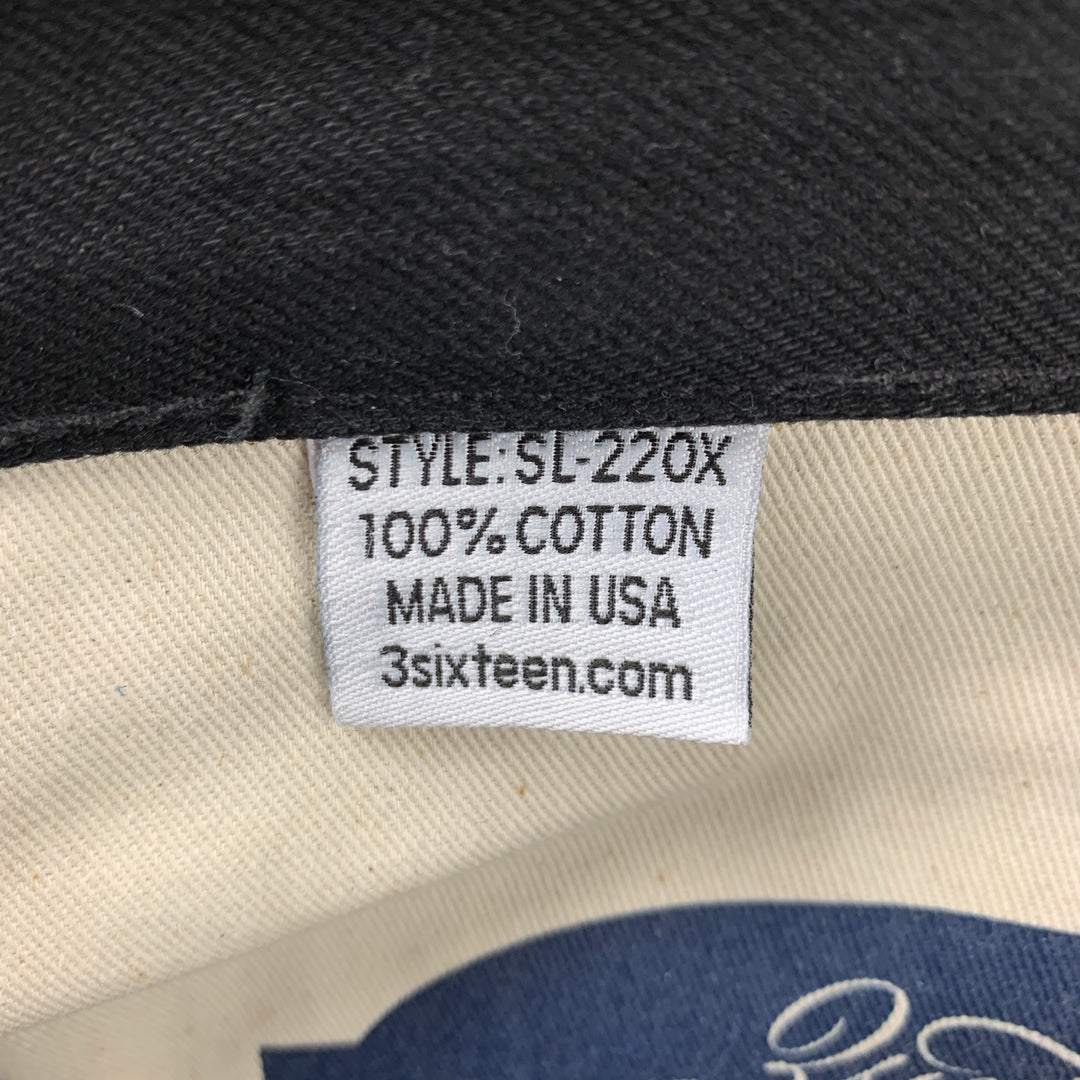 STYLE: SL-220X
100% COTTON
MADE IN USA
3sixteen.com